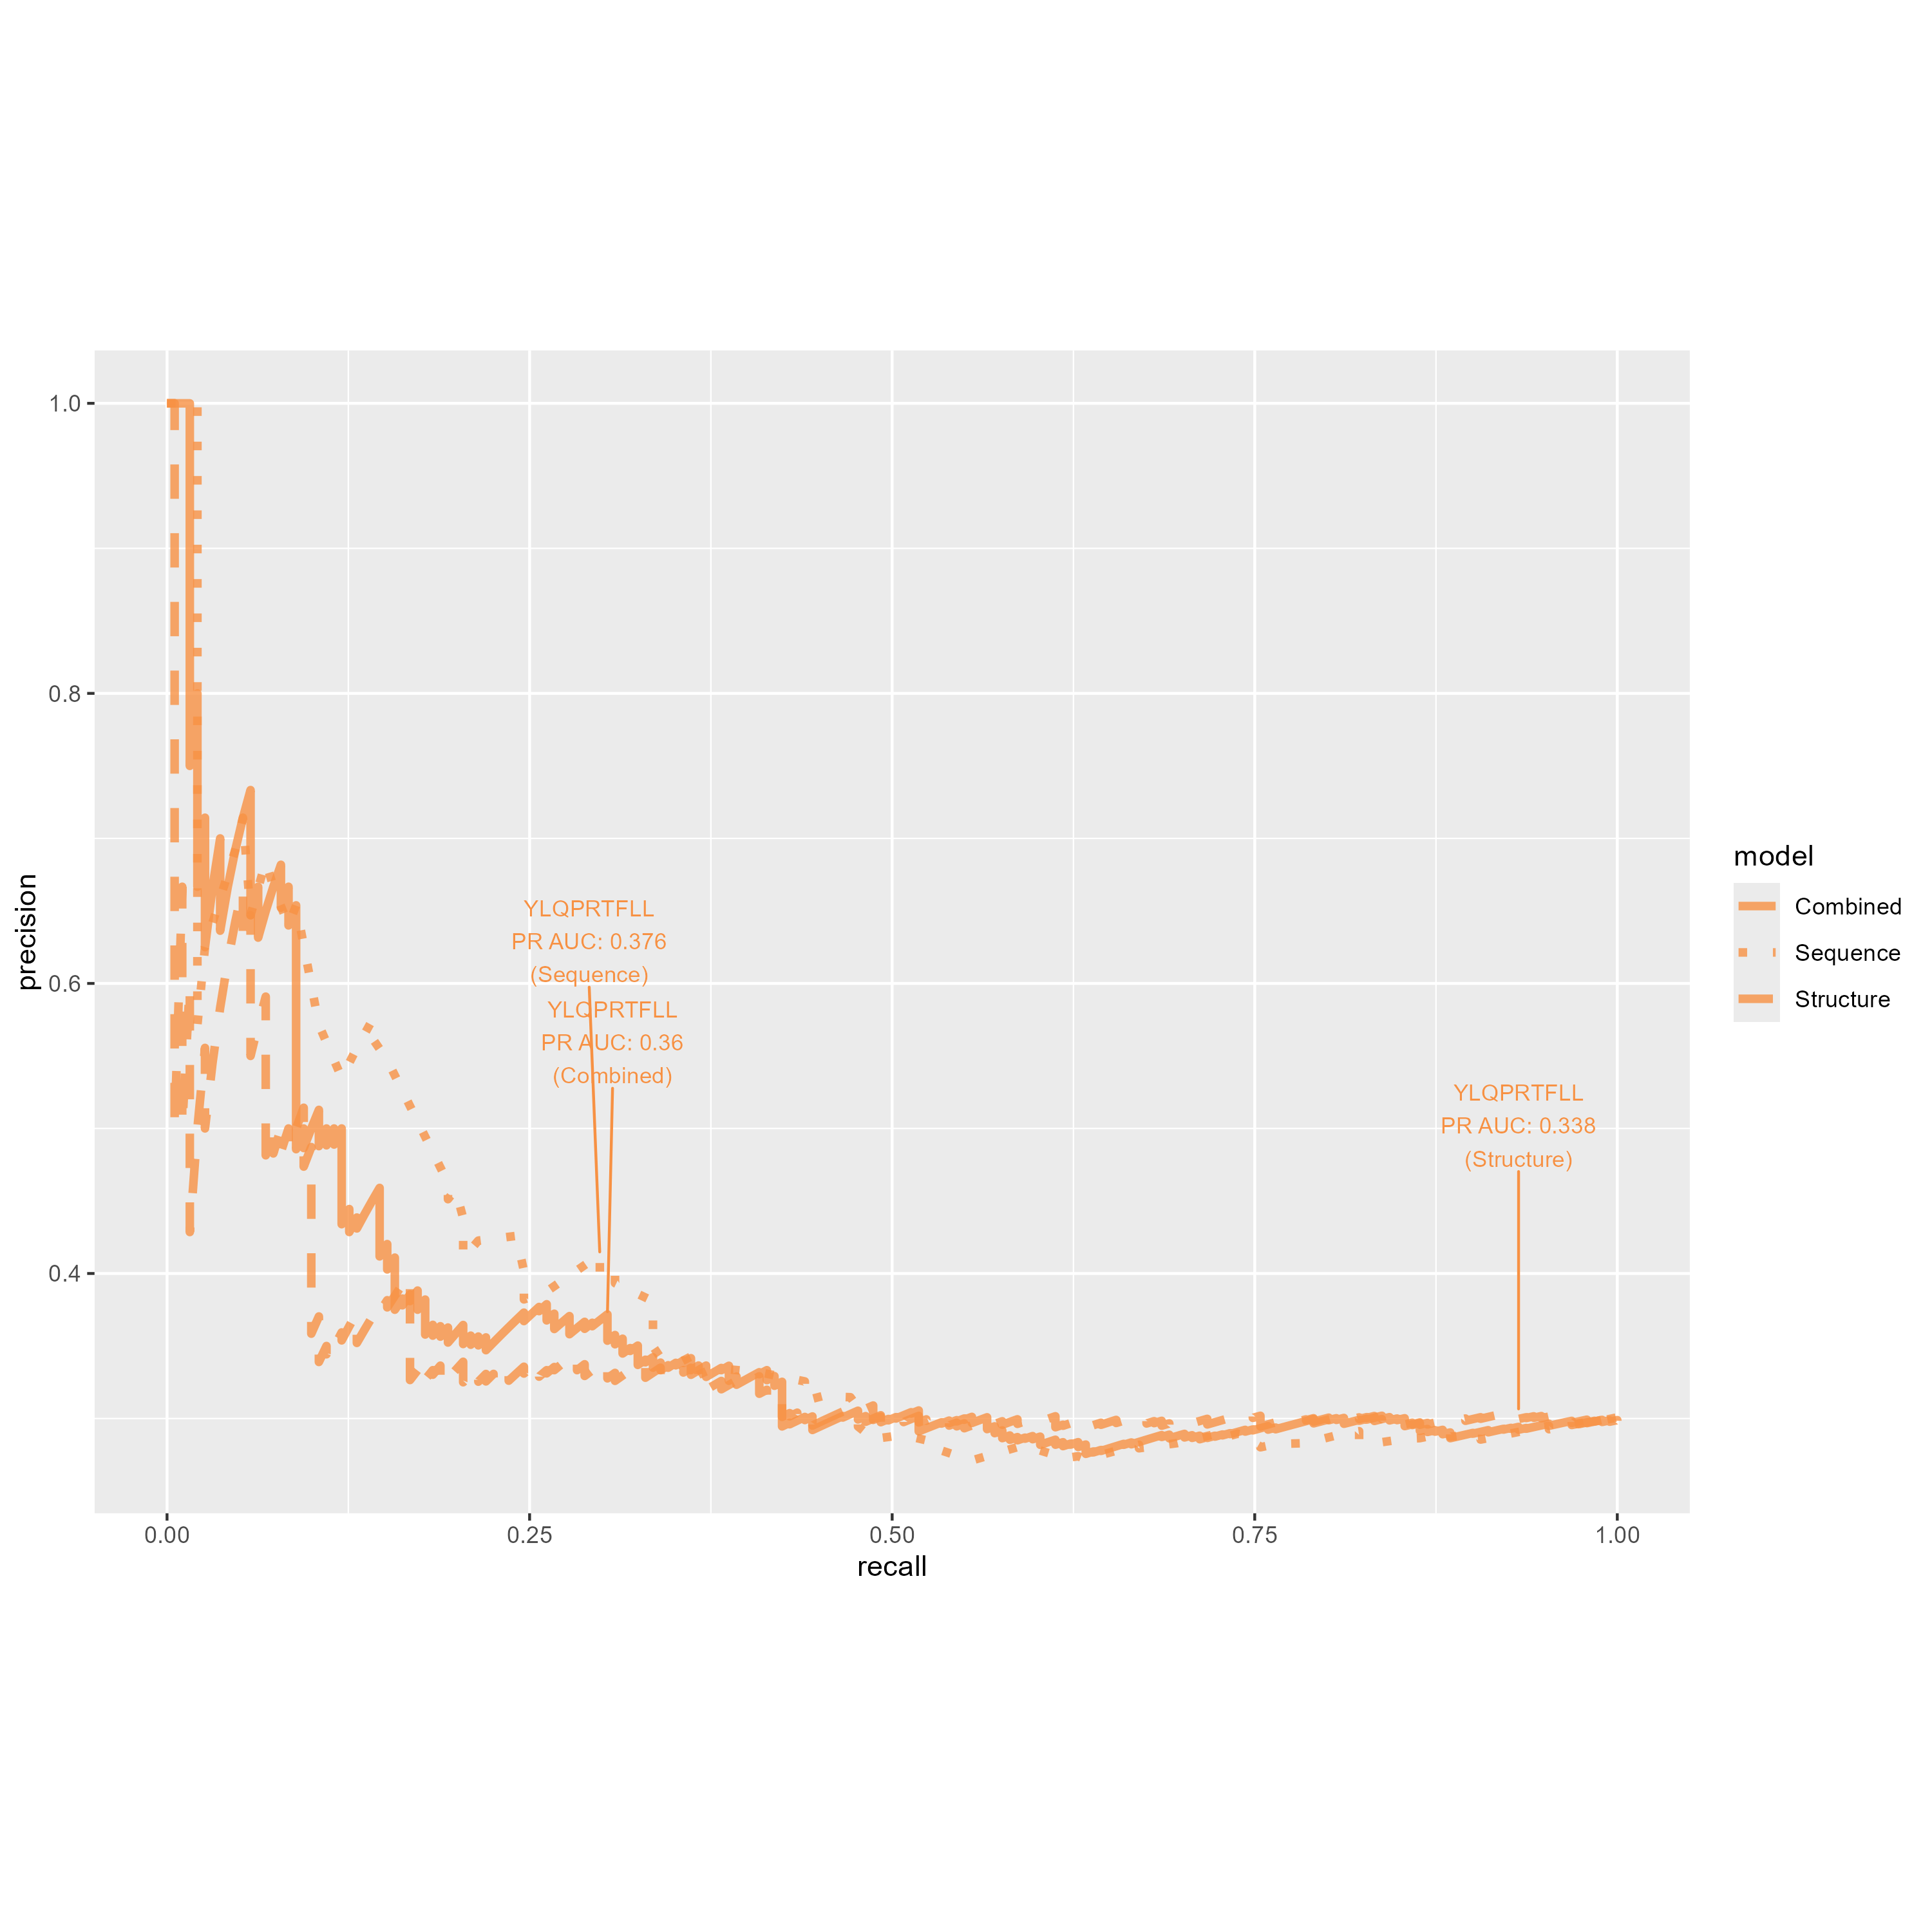 1.0
0.8
0.6
0.4
precision
YLQPRTFLL
PR AUC: 0.376
(Sequence)
YLQPRTFLL
PR AUC: 0.36
(Combined)
YLQPRTFLL
PR AUC: 0.338
(Structure)
0.00
0.25
0.50
0.75
1.00
recall
model
Combined
Sequence
Structure